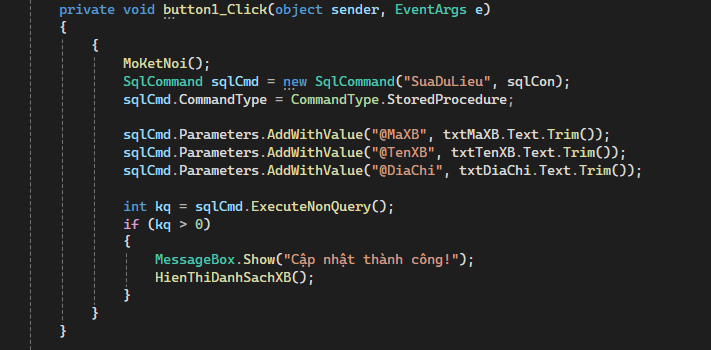 private void button1_Click(object sender, EventArgs e)
{
{
MoKetNoi();
SqlCommand sqlCmd = new SqlCommand("SuaDuLieu", sqlCon);
sqlCmd.CommandType = CommandType.StoredProcedure;
sqlCmd.Parameters.AddWithValue("@MaXB", txtMaXB.Text.Trim());
sqlCmd.Parameters.AddWithValue("@TenXB", txtTenXB.Text.Trim());
sqlCmd.Parameters.AddWithValue("@DiaChi", txtDiaChi.Text.Trim());
int kq = sqlCmd.ExecuteNonQuery();
if (kq > 0)
{
MessageBox.Show("Cập nhật thành công!");
HienThiDanhSachXB();
}
}
}